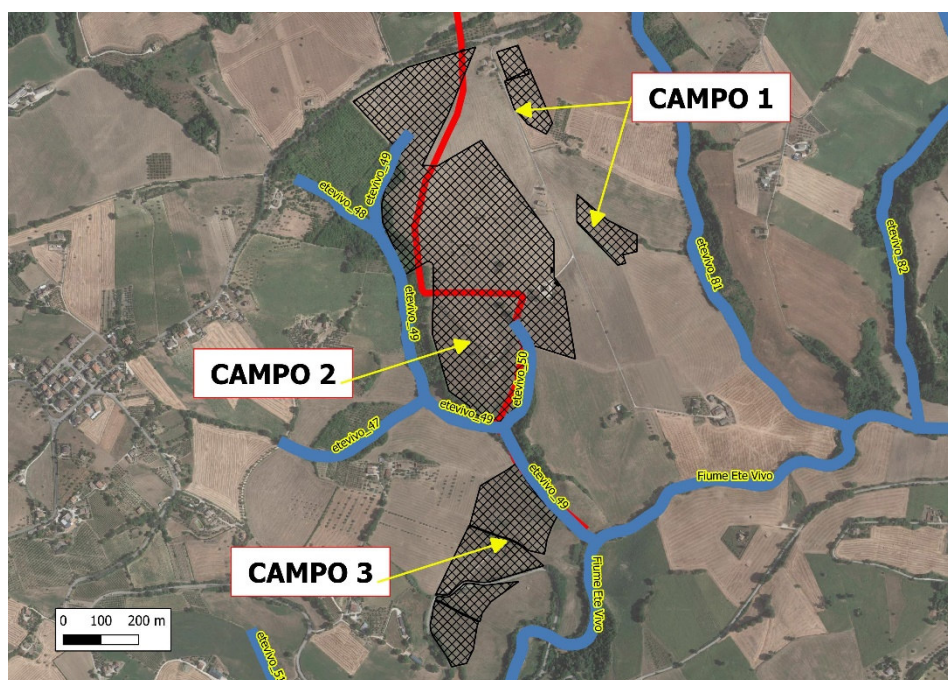 CAMPO 1
etevivo_49
etevivo_48
etevivo_81
etevivo_82
etevivo_49
CAMPO 2
etevivo_50
etevivo_49
etevivo_47
etevivo_49
Fiume Ete Vivo
CAMPO 3
Fiume Ete Vivo
0 100 200 m
etevivo_51